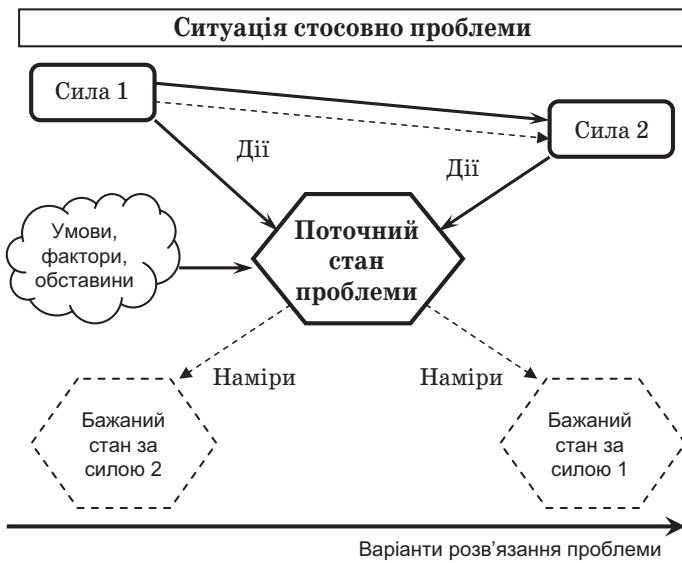 Ситуація стосовно проблеми
Сила 1
Сила 2
Дії
Дії
Умови,
фактори,
обставини
Поточний
стан
проблеми
Наміри
Наміри
Бажаний
стан за
силою 2
Бажаний
стан за
силою 1
Варіанти розв'язання проблеми